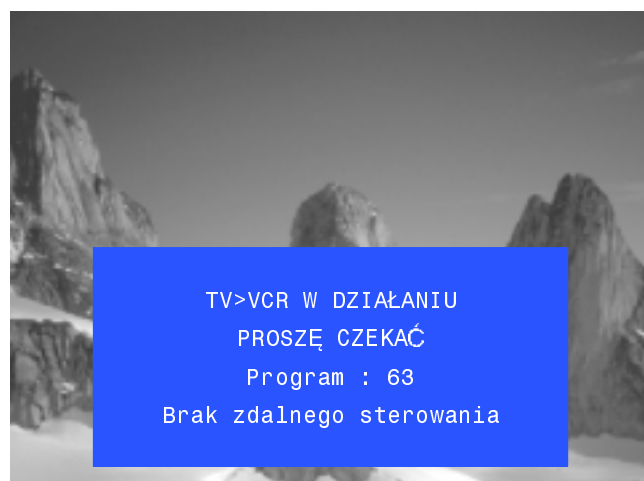 TV>VCR W DZIAŁANIU
PROSZĘ CZEKAĆ
Program : 63
Brak zdalnego sterowania